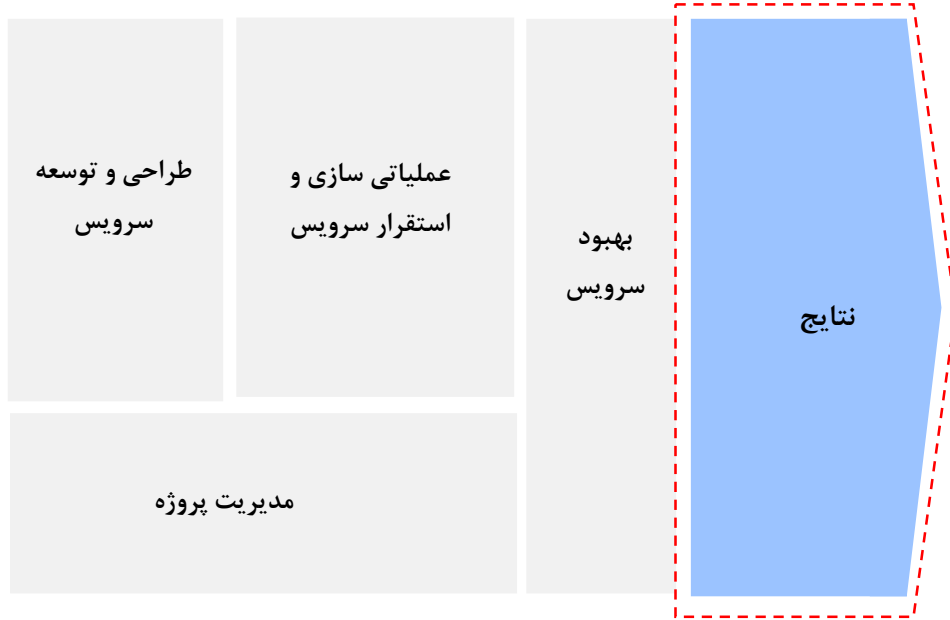 طراحی و توسعه
سرویس
عملیاتی سازی و
استقرار سرویس
بهبود
سرویس
نتایج
مدیریت پروژه